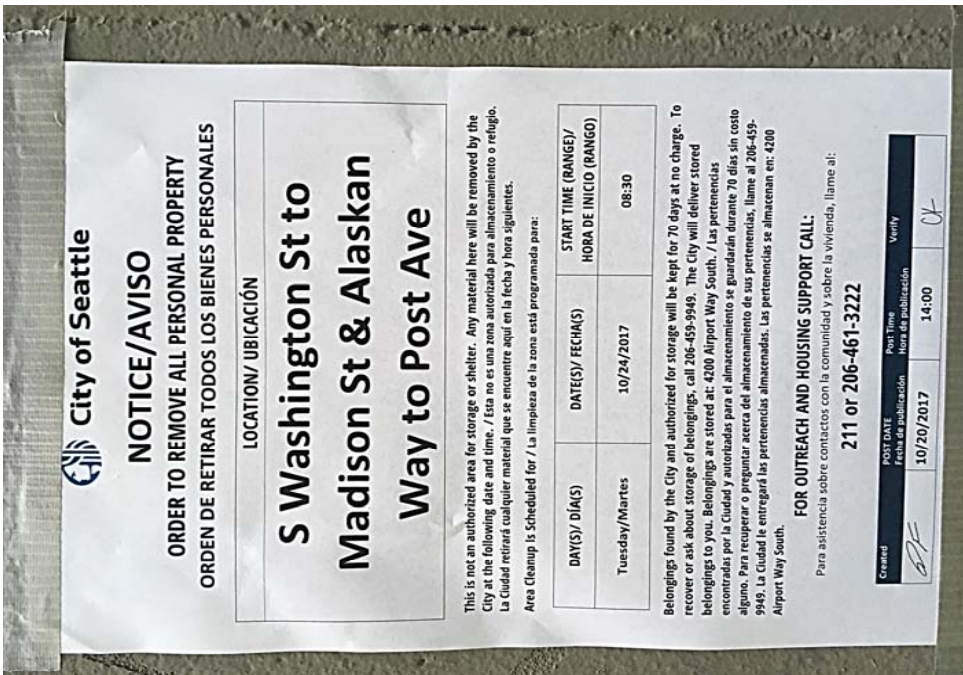 City of Seattle
NOTICE/AVISO
ORDER TO REMOVE ALL PERSONAL PROPERTY
ORDEN DE RETIRAR TODOS LOS BIENES PERSONALES
LOCATION/ UBICACIÓN
S Washington St to
Madison St & Alaskan
Way to Post Ave
This is not an authorized area for storage or shelter. Any material here will be removed by the
City at the following date and time. / Esta no es una zona autorizada para almacenamiento o refugio.
La Ciudad retirará cualquier material que se encuentre aquí en la fecha y hora siguientes.
Area Cleanup Is Scheduled for / La limpieza de la zona está programada para:
DAY(S)/ DÍA(S) DATE(S)/ FECHA(S) START TIME (RANGE)/
HORA DE INICIO (RANGO)
Tuesday/Martes 10/24/2017 08:30
Belongings found by the City and authorized for storage will be kept for 70 days at no charge. To
recover or ask about storage of belongings, call 206-459-9949. The City will deliver stored
belongings to you. Belongings are stored at: 4200 Airport Way South. / Las pertenencias
encontradas por la Ciudad y autorizadas para el almacenamiento se guardarán durante 70 días sin costo
alguno. Para recuperar o preguntar acerca del almacenamiento de sus pertenencias, llame al 206-459-
9949. La Ciudad le entregará las pertenencias almacenadas. Las pertenencias se almacenan en: 4200
Airport Way South.
FOR OUTREACH AND HOUSING SUPPORT CALL:
Para asistencia sobre contactos con la comunidad y sobre la vivienda, llame al:
211 or 206-461-3222
Created POST DATE Post Time Verify
Fecha de publicación Hora de publicación
10/20/2017 14:00